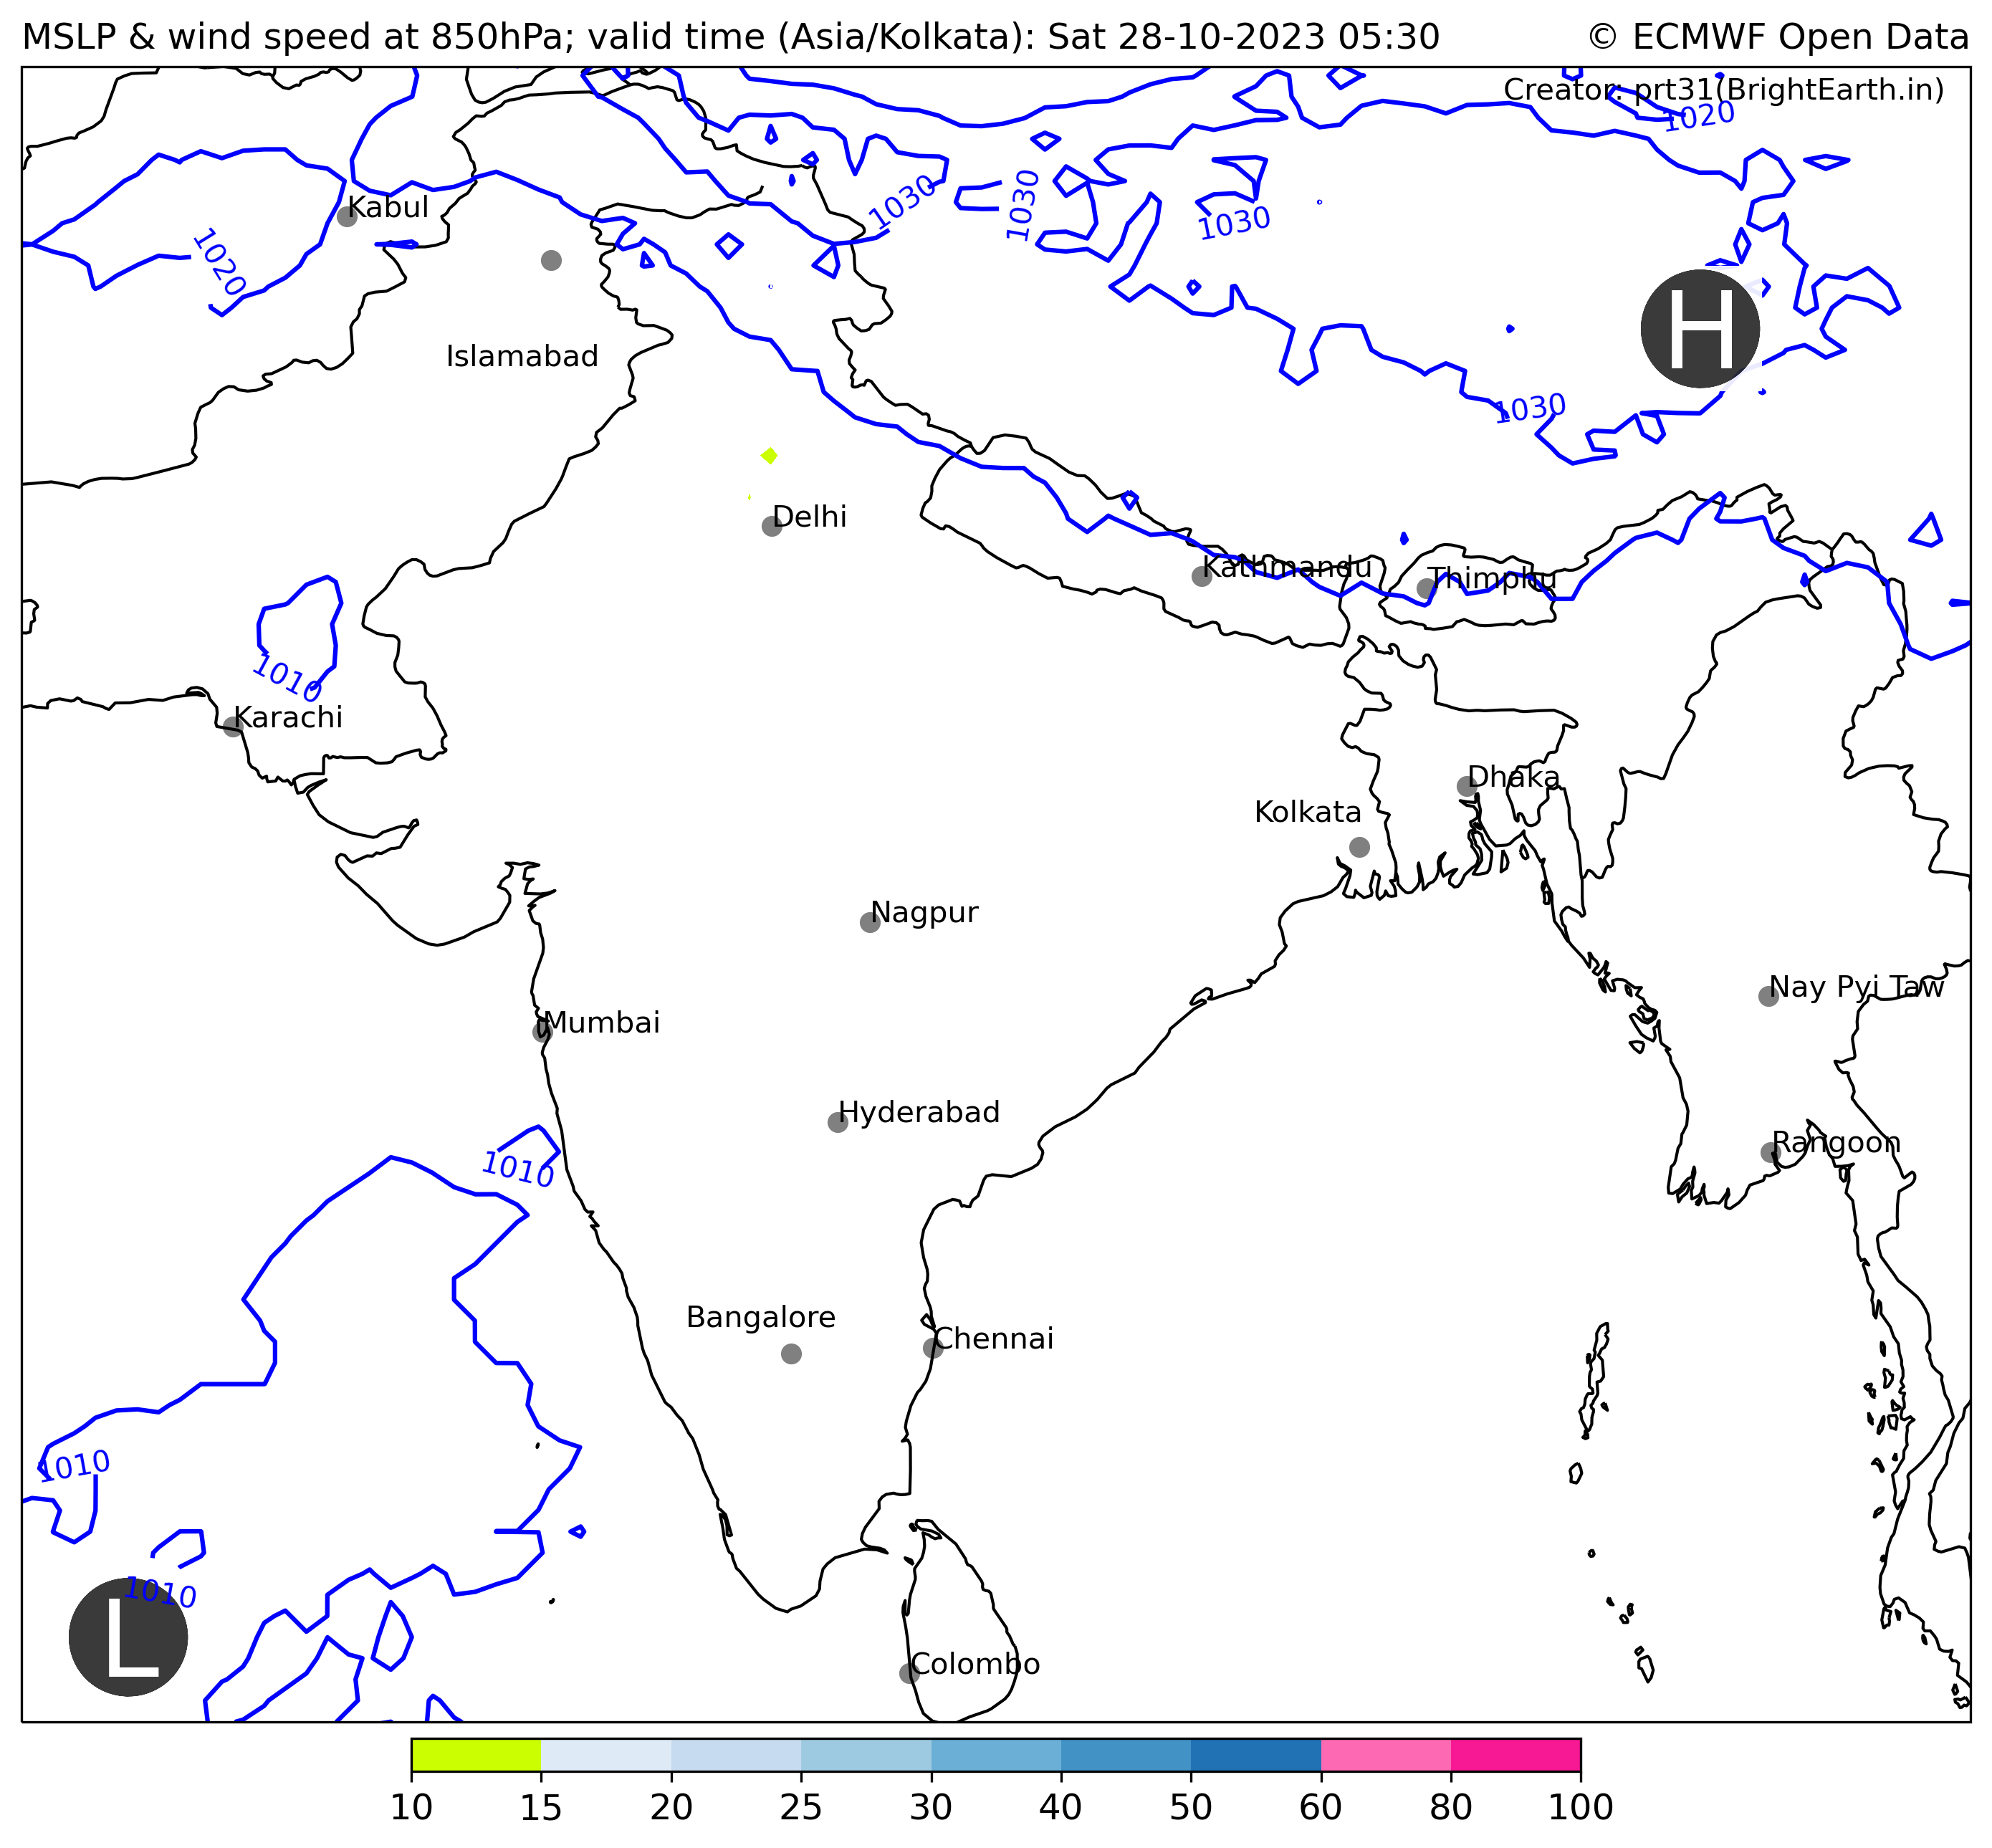 MSLP & wind speed at 850hPa; valid time (Asia/Kolkata): Sat 28-10-2023 05:30 © ECMWF Open Data
Creator: prt31(BrightEarth.in)
1020
1030
1030
Kabul
1030
1020
H
Islamabad
1030
Delhi
Kathmandu
Thimphu
1010
Karachi
Dhaka
Kolkata
Nagpur
Nay Pyi Taw
Mumbai
Hyderabad
Rangoon
1010
Bangalore
Chennai
1010
1010
L
Colombo
10 15 20 25 30 40 50 60 80 100